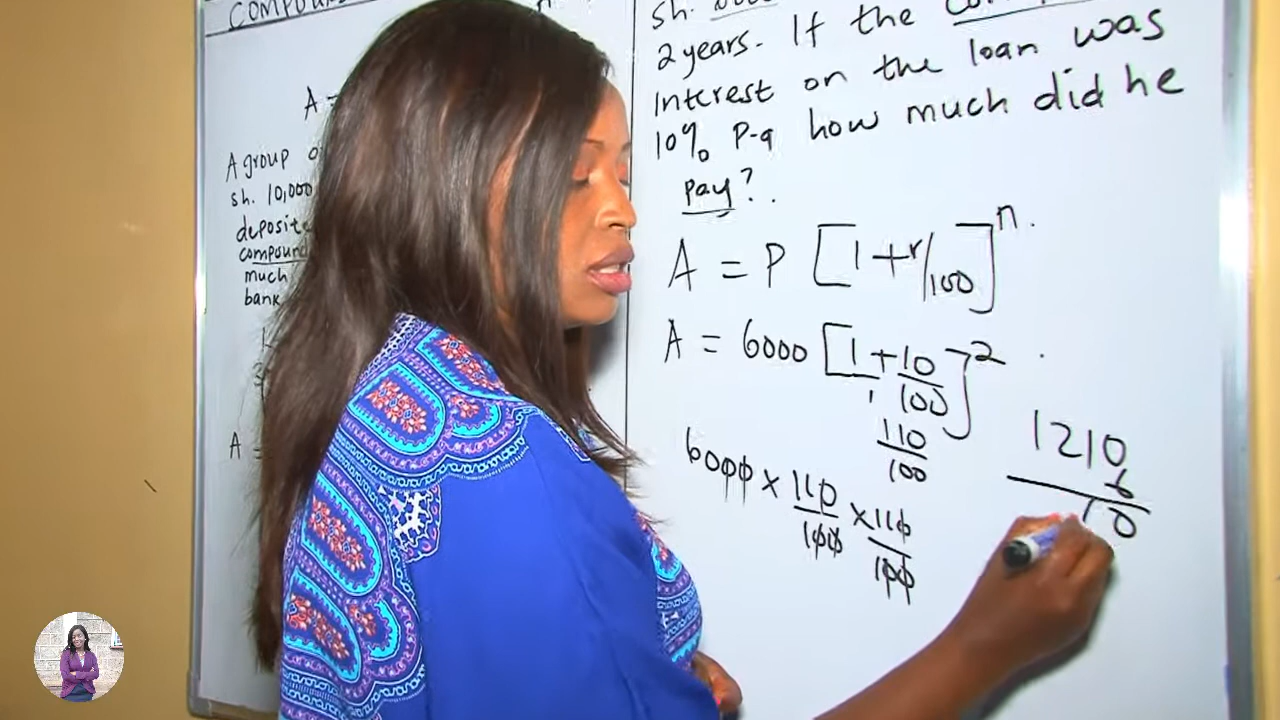 A =
A group o
sh. 10,000
deposite
compound
much
bank
A =
sh.
2 years. If the
Interest on the loan was
10% P-a how much did he
pay?.
A = P [1 + r/100]ⁿ.
A = 6000 [1 + 10/100]²
110/100
6000 x 110/100 x 110/100
1210
6
0